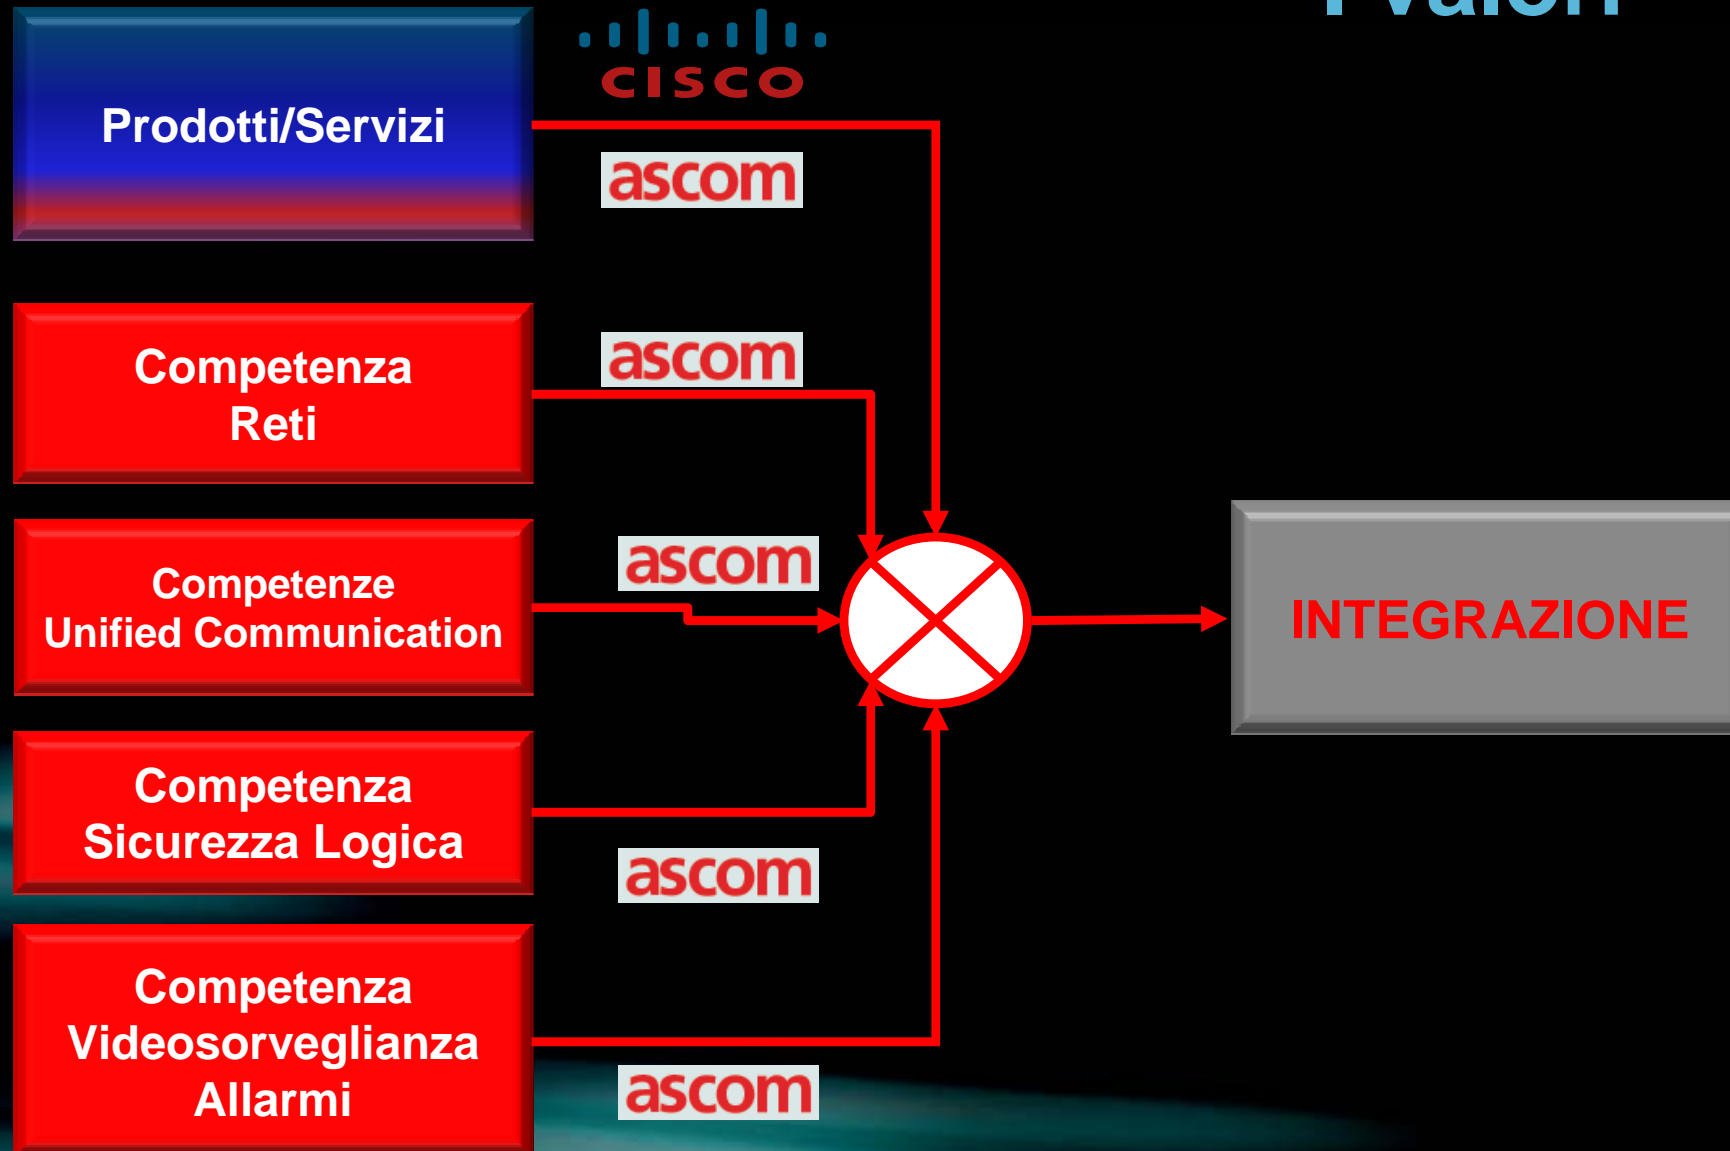 I valori
CISCO
Prodotti/Servizi
ascom
ascom
Competenza
Reti
ascom
Competenze
Unified Communication
INTEGRAZIONE
Competenza
Sicurezza Logica
ascom
Competenza
Videosorveglianza
Allarmi
ascom